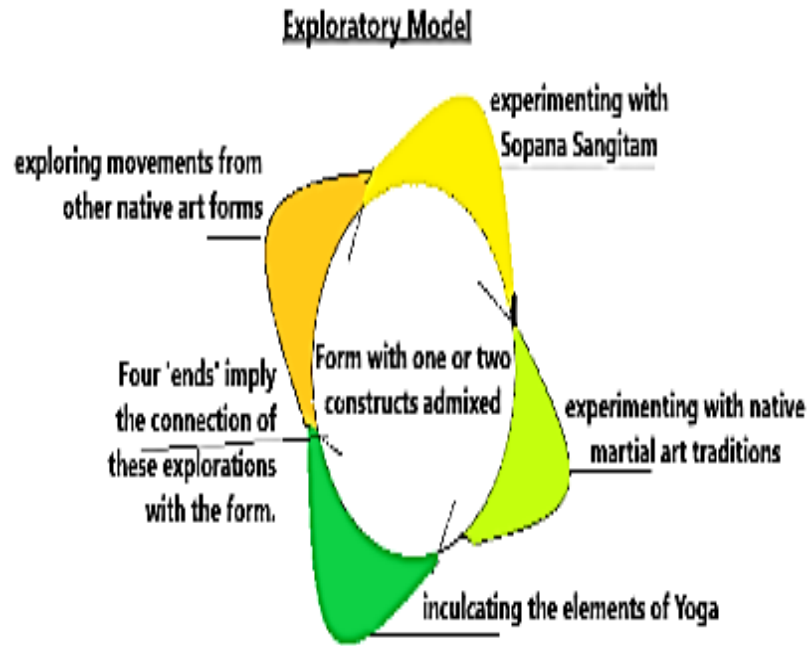 Exploratory Model
experimenting with
Sopana Sangitam
exploring movements from
other native art forms
Form with one or two
constructs admixed
Four 'ends' imply
the connection of
these explorations
with the form.
experimenting with native
martial art traditions
inculcating the elements of Yoga